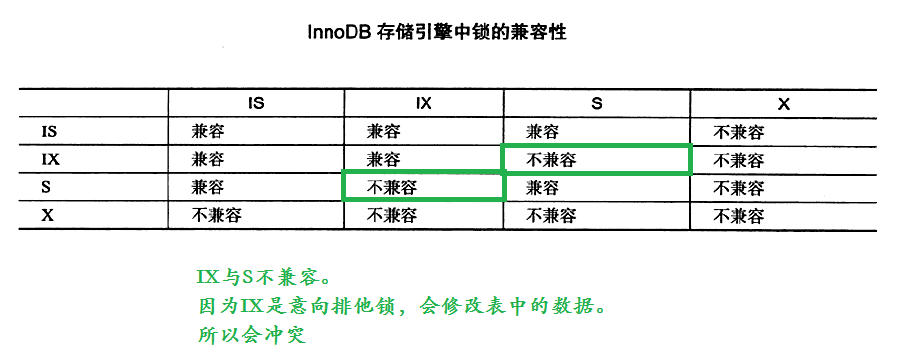 InnoDB 存储引擎中锁的兼容性
IS IX S X
IS 兼容 兼容 兼容 不兼容
IX 兼容 兼容 不兼容 不兼容
S 兼容 不兼容 兼容 不兼容
X 不兼容 不兼容 不兼容 不兼容
IX与S不兼容。
因为IX是意向排他锁，会修改表中的数据。
所以会冲突